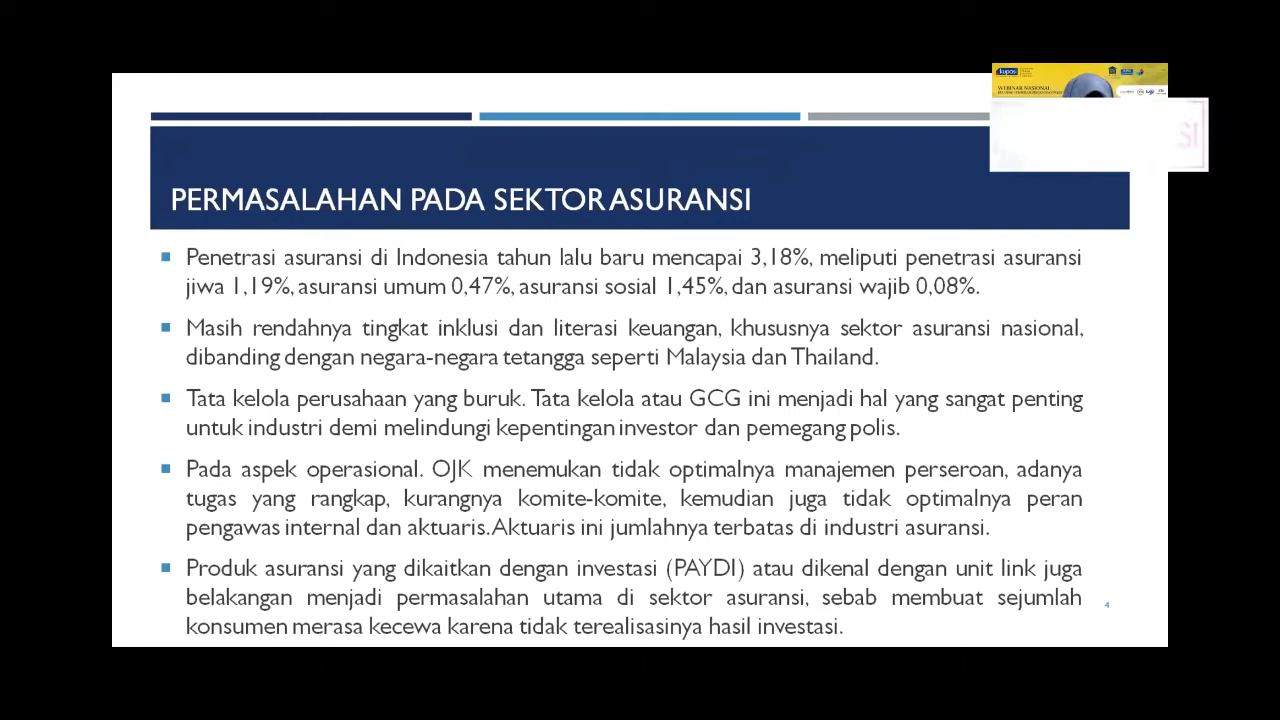 kupasi
WEBINAR NASIONAL
PERMASALAHAN PADA SEKTOR ASURANSI
Penetrasi asuransi di Indonesia tahun lalu baru mencapai 3,18%, meliputi penetrasi asuransi
jiwa 1,19%, asuransi umum 0,47%, asuransi sosial 1,45%, dan asuransi wajib 0,08%.
Masih rendahnya tingkat inklusi dan literasi keuangan, khususnya sektor asuransi nasional,
dibanding dengan negara-negara tetangga seperti Malaysia dan Thailand.
Tata kelola perusahaan yang buruk. Tata kelola atau GCG ini menjadi hal yang sangat penting
untuk industri demi melindungi kepentingan investor dan pemegang polis.
Pada aspek operasional. OJK menemukan tidak optimalnya manajemen perseroan, adanya
tugas yang rangkap, kurangnya komite-komite, kemudian juga tidak optimalnya peran
pengawas internal dan aktuaris. Aktuaris ini jumlahnya terbatas di industri asuransi.
Produk asuransi yang dikaitkan dengan investasi (PAYDI) atau dikenal dengan unit link juga
belakangan menjadi permasalahan utama di sektor asuransi, sebab membuat sejumlah
konsumen merasa kecewa karena tidak terealisasinya hasil investasi.
4